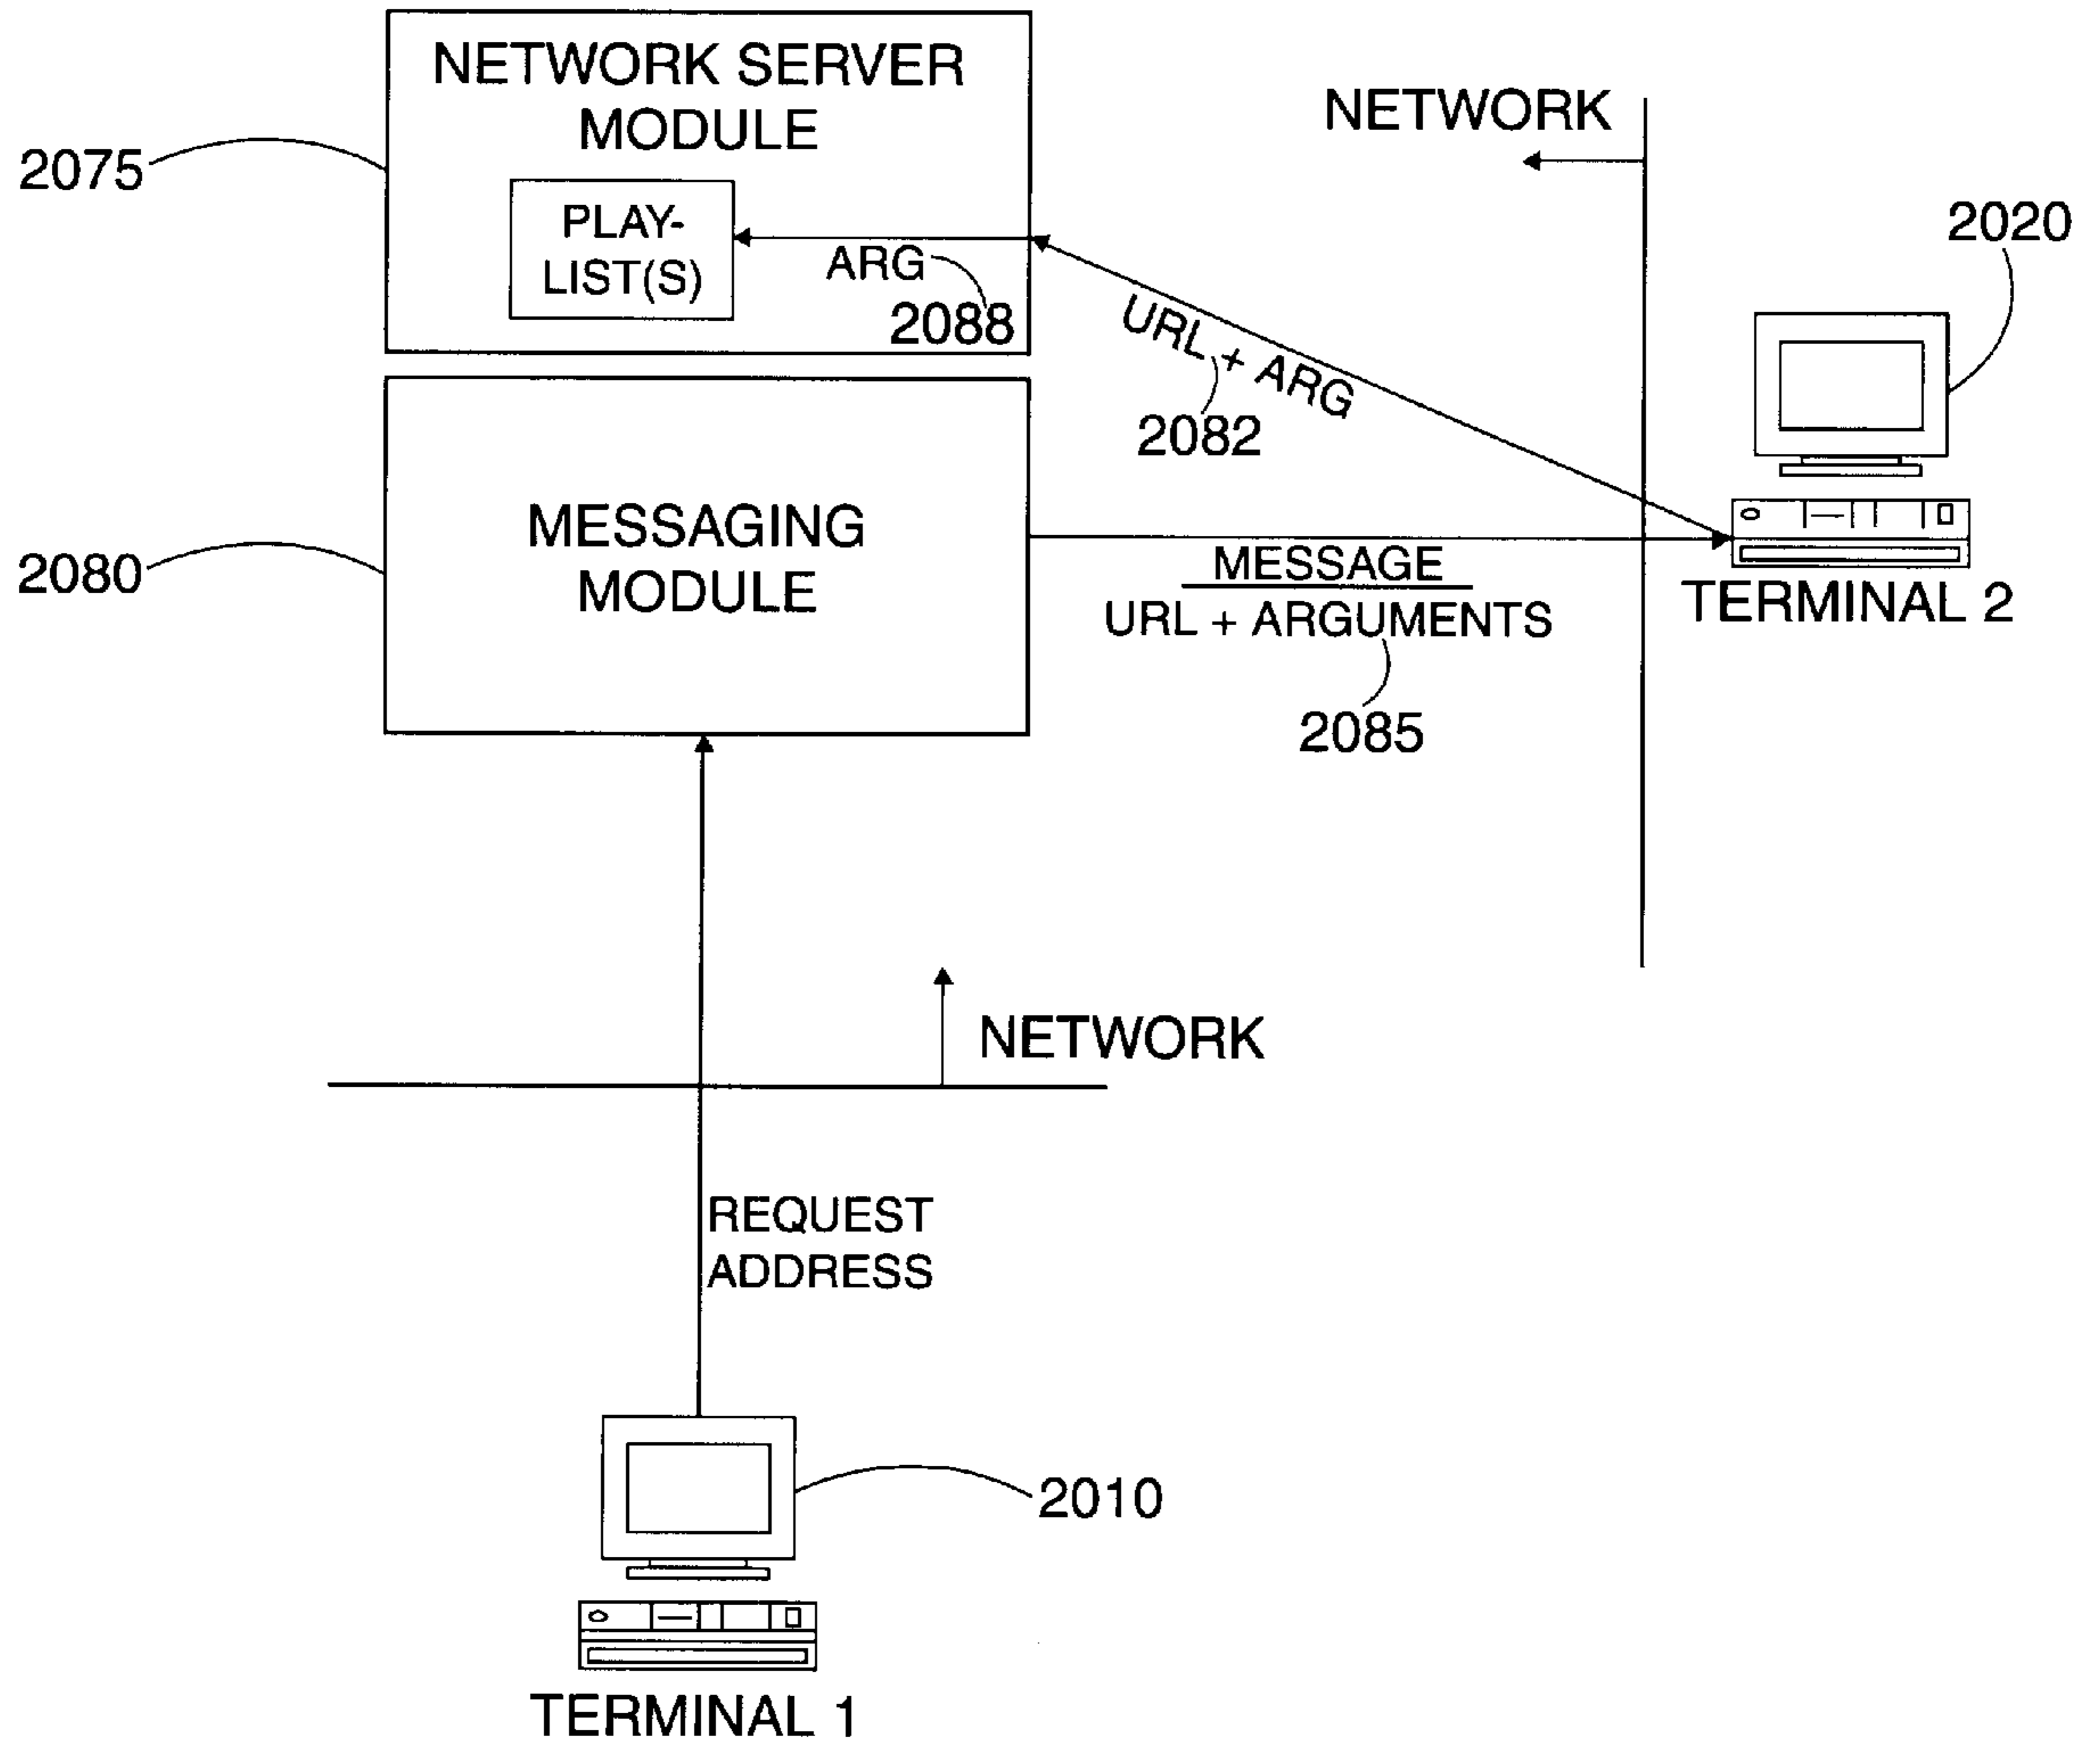 NETWORK SERVER
MODULE
2075
PLAY-
LIST(S)
ARG
2088
NETWORK
2020
URL + ARG
2082
MESSAGING
MODULE
2080
MESSAGE
URL + ARGUMENTS
2085
TERMINAL 2
NETWORK
REQUEST
ADDRESS
2010
TERMINAL 1